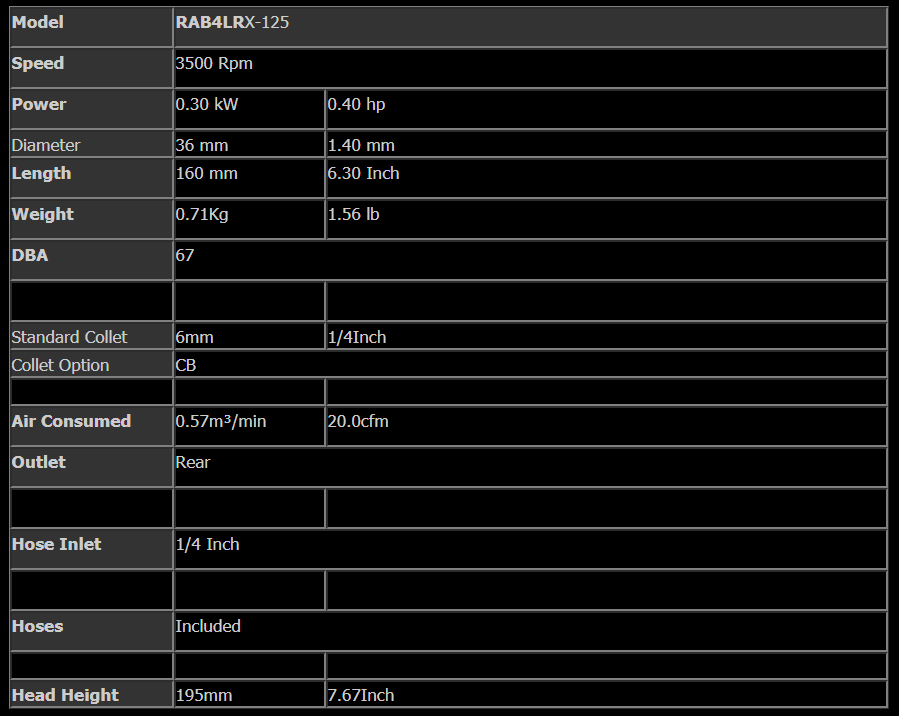 Model RAB4LRX-125
Speed 3500 Rpm
Power 0.30 kW 0.40 hp
Diameter 36 mm 1.40 mm
Length 160 mm 6.30 Inch
Weight 0.71Kg 1.56 lb
DBA 67
Standard Collet 6mm 1/4Inch
Collet Option CB
Air Consumed 0.57m³/min 20.0cfm
Outlet Rear
Hose Inlet 1/4 Inch
Hoses Included
Head Height 195mm 7.67Inch